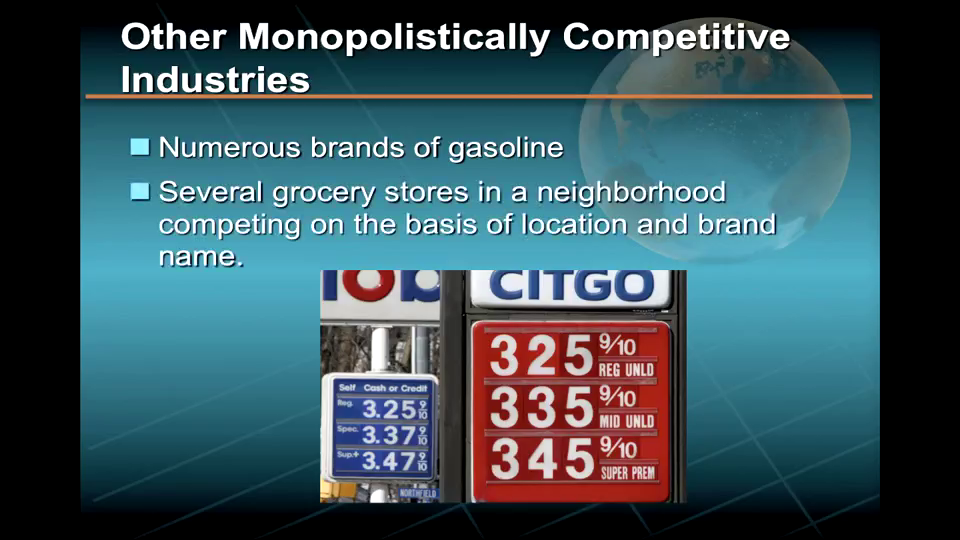 Other Monopolistically Competitive
Industries
Numerous brands of gasoline
Several grocery stores in a neighborhood
competing on the basis of location and brand
name.
CITGO
325 9/10
REG UNLD
335 9/10
MID UNLD
345 9/10
SUPER PREM
Self Cash or Credit
Reg. 3.25 9/10
Spec. 3.37 9/10
Sup.+ 3.47 9/10
NORTHFIELD